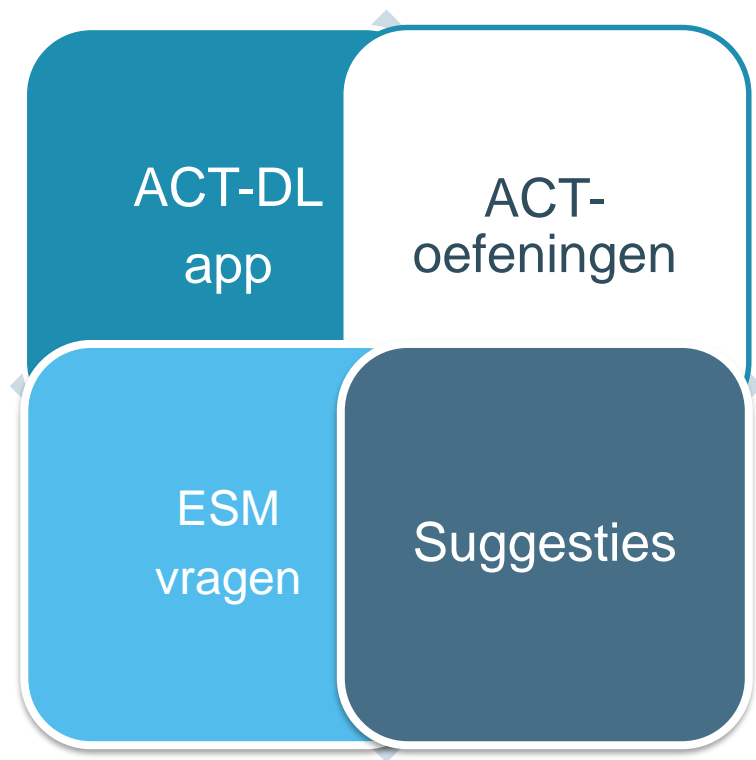 ACT-DL
app
ACT-
oefeningen
ESM
vragen
Suggesties